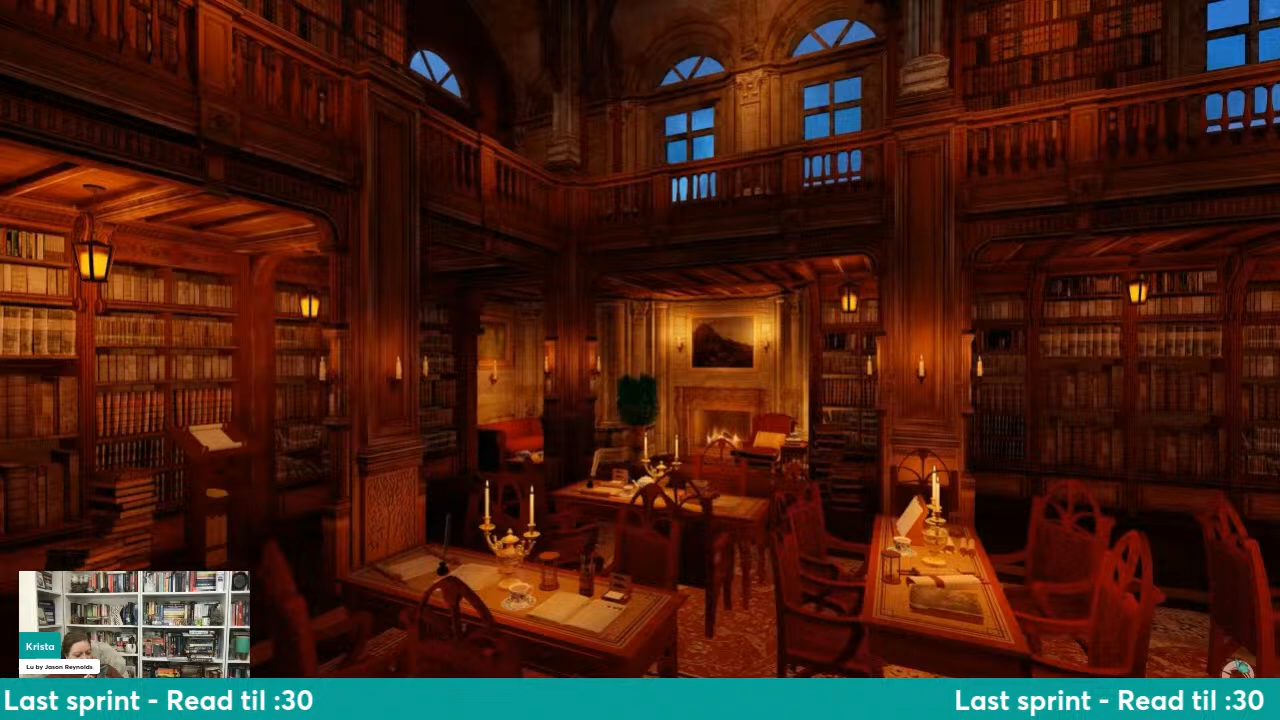 Krista
Lu by Jason Reynolds
Last sprint - Read til :30
Last sprint - Read til :30